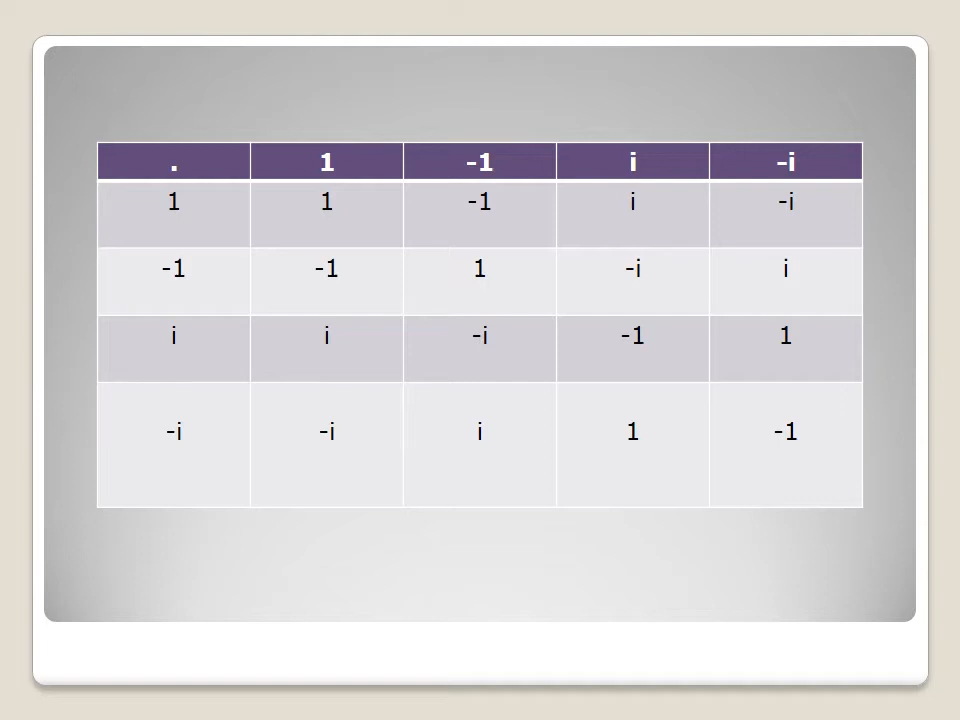 . 1 -1 i -i
1 1 -1 i -i
-1 -1 1 -i i
i i -i -1 1
-i -i i 1 -1